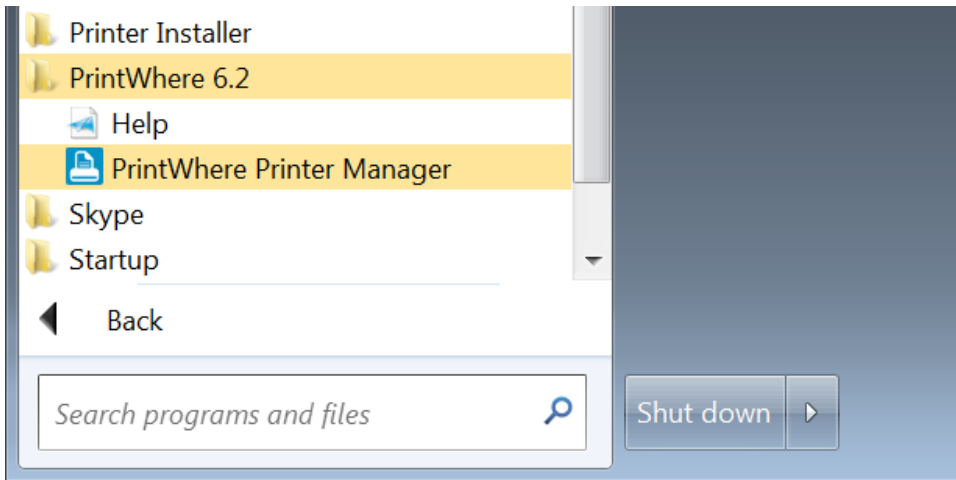 Printer Installer
PrintWhere 6.2
Help
PrintWhere Printer Manager
Skype
Startup
Back
Search programs and files
Shut down